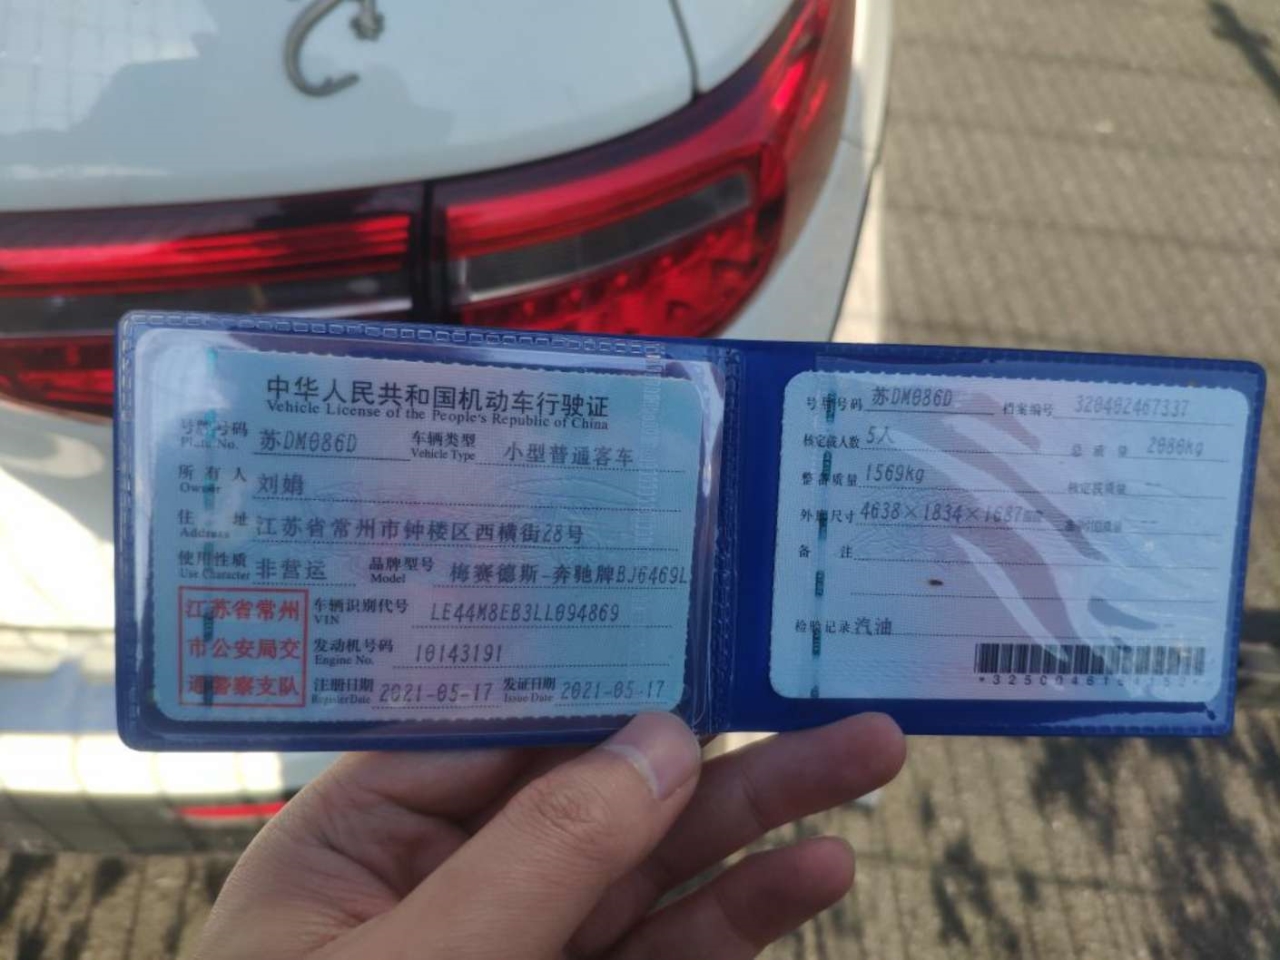 中华人民共和国机动车行驶证
Vehicle License of the People's Republic of China
号牌号码 苏DM086D 车辆类型 小型普通客车
Plate No. Vehicle Type
所有人 刘娟
Owner
住址 江苏省常州市钟楼区西横街28号
Address
使用性质 非营运 品牌型号 梅赛德斯-奔驰牌BJ6469L
Use Character Model
江苏省常州
市公安局交
通警察支队
车辆识别代号 LE44M8EB3LL094869
VIN
发动机号码 10143191
Engine No.
注册日期 2021-05-17 发证日期 2021-05-17
Register Date Issue Date
号牌号码 苏DM086D 档案编号 320402467337
核定载人数 5人 总质量 2080kg
整备质量 1569kg 核定载质量
外廓尺寸 4638×1834×1687mm
备注
检验记录 汽油